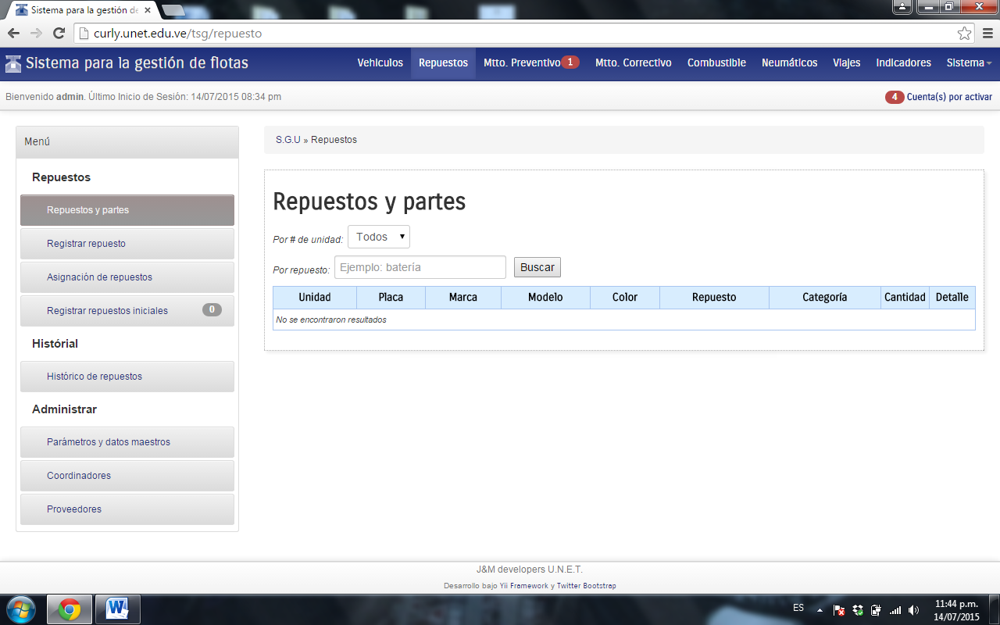 Sistema para la gestión de
curly.unet.edu.ve/tsg/repuesto
Sistema para la gestión de flotas
Vehiculos Repuestos Mtto. Preventivo 1 Mtto. Correctivo Combustible Neumáticos Viajes Indicadores Sistema
Bienvenido admin. Último Inicio de Sesión: 14/07/2015 08:34 pm
4 Cuenta(s) por activar
Menú
Repuestos
Repuestos y partes
Registrar repuesto
Asignación de repuestos
Registrar repuestos iniciales 0
Histórial
Histórico de repuestos
Administrar
Parámetros y datos maestros
Coordinadores
Proveedores
S.G.U » Repuestos
Repuestos y partes
Por # de unidad: Todos
Por repuesto: Ejemplo: batería Buscar
Unidad Placa Marca Modelo Color Repuesto Categoría Cantidad Detalle
No se encontraron resultados
J&M developers U.N.E.T.
Desarrollo bajo Yii Framework y Twitter Bootstrap
ES
11:44 p.m.
14/07/2015